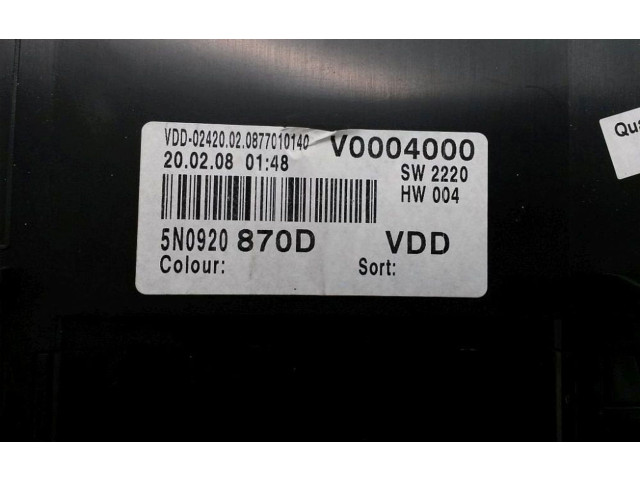 VDD-02420.02.0877010140 V0004000
20.02.08 01:48 SW 2220
HW 004
5N0920 870D VDD
Colour: Sort: